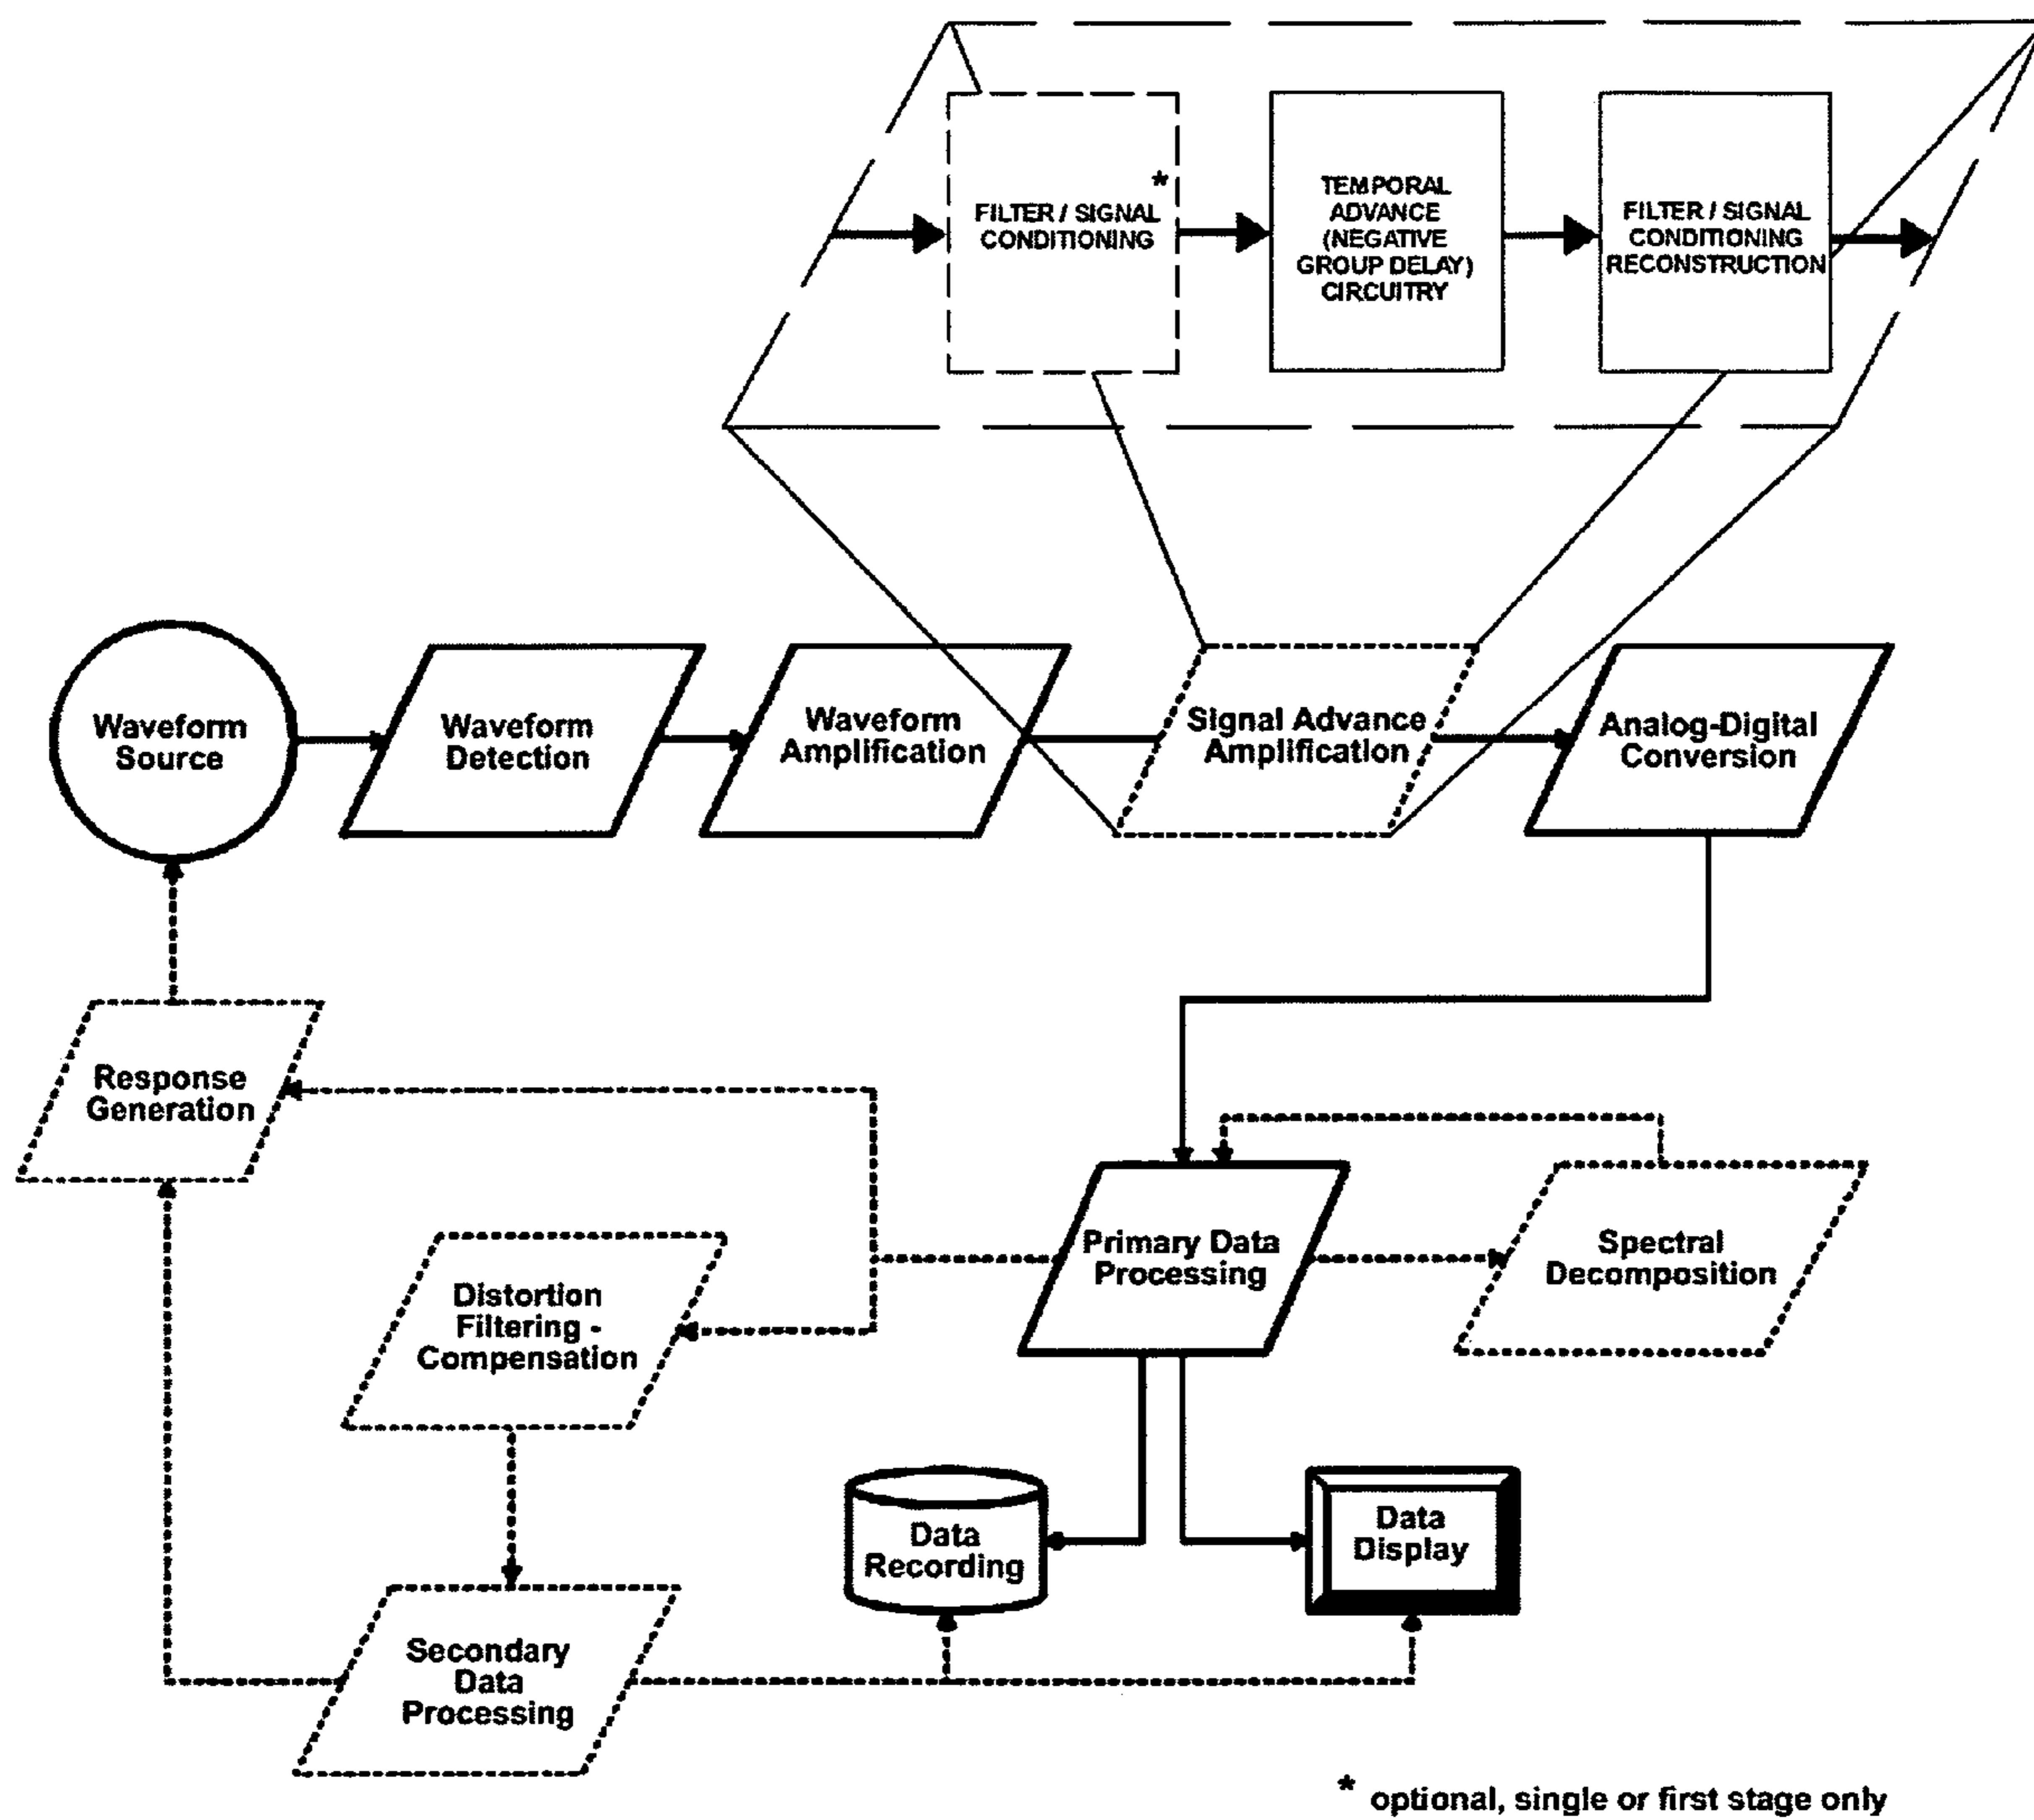 *
FILTER / SIGNAL
CONDITIONING
TEMPORAL
ADVANCE
(NEGATIVE
GROUP DELAY)
CIRCUITRY
FILTER / SIGNAL
CONDITIONING
RECONSTRUCTION
Waveform
Source
Waveform
Detection
Waveform
Amplification
Signal Advance
Amplification
Analog-Digital
Conversion
Response
Generation
Primary Data
Processing
Spectral
Decomposition
Distortion
Filtering -
Compensation
Data
Recording
Data
Display
Secondary
Data
Processing
* optional, single or first stage only